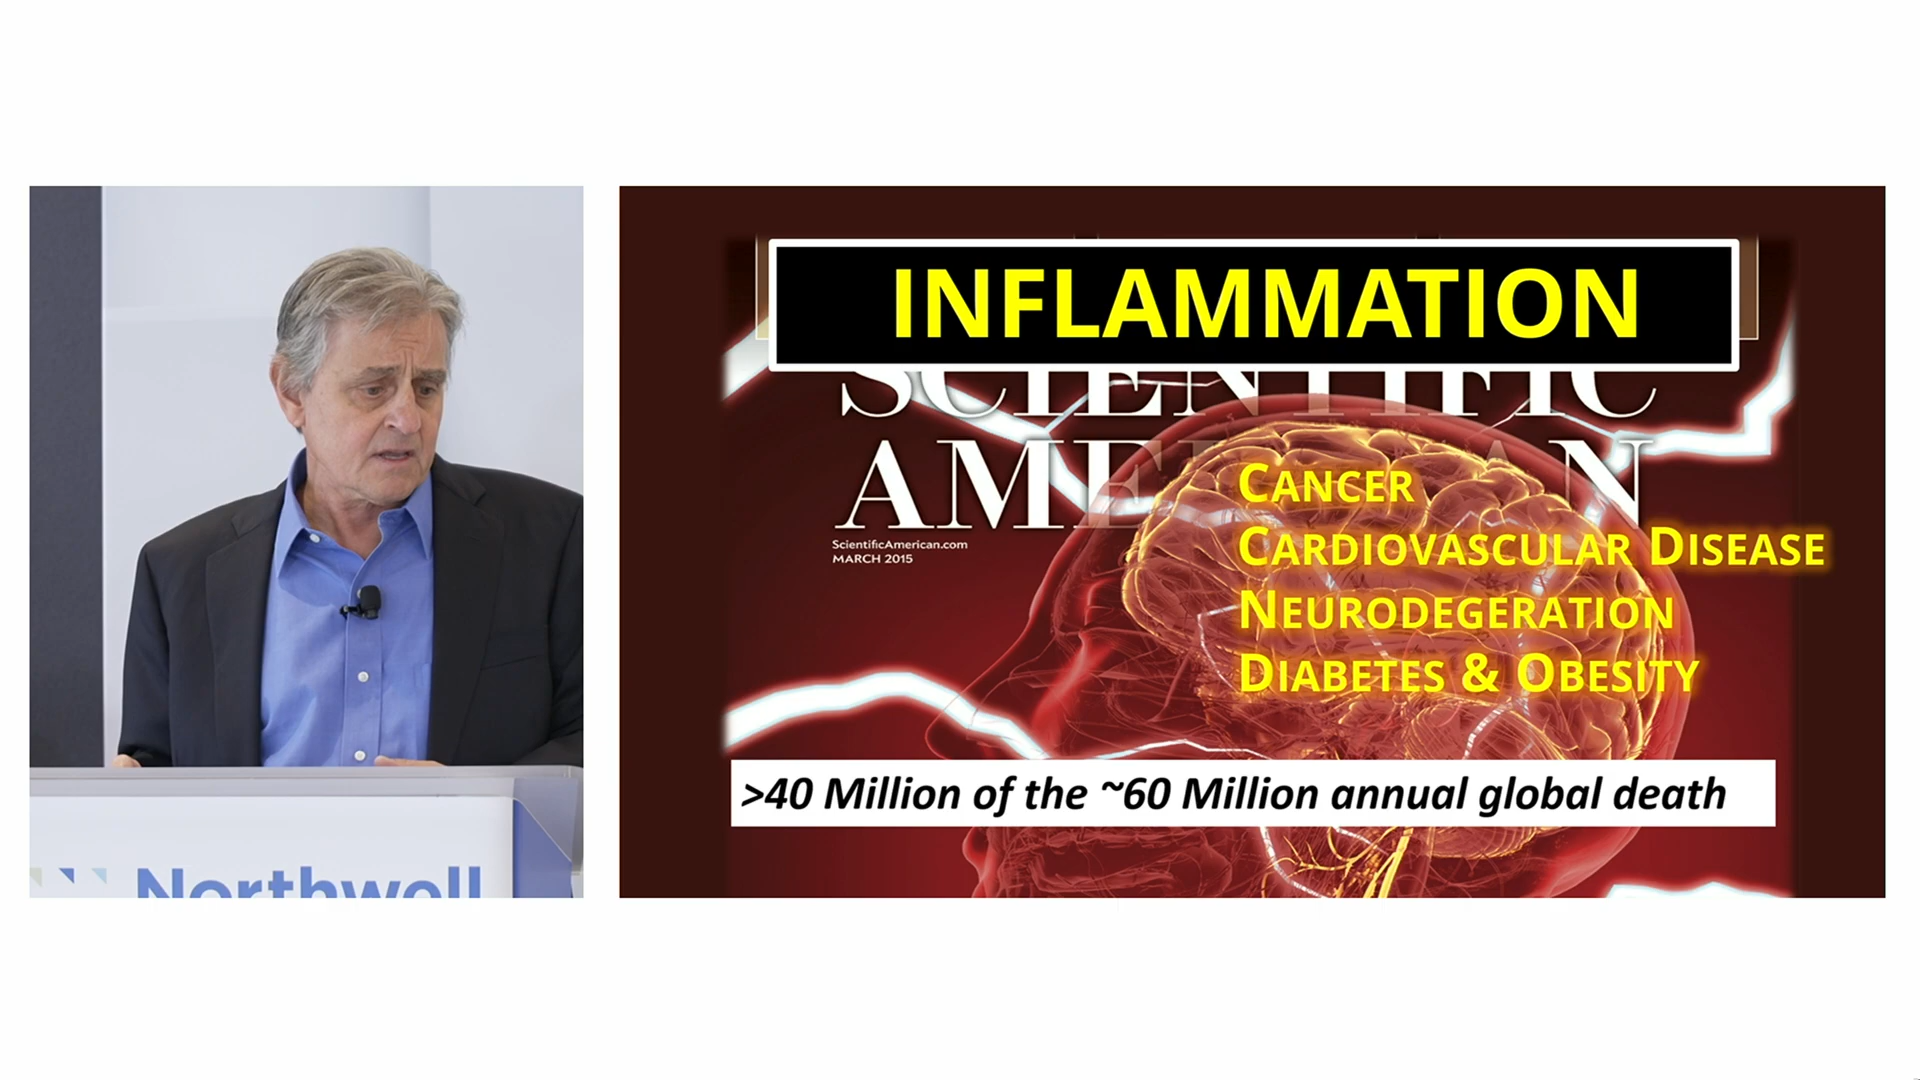 INFLAMMATION
SCIENTIFIC
AMERICAN
ScientificAmerican.com
MARCH 2015
CANCER
CARDIOVASCULAR DISEASE
NEURODEGERATION
DIABETES & OBESITY
>40 Million of the ~60 Million annual global death
Northwell